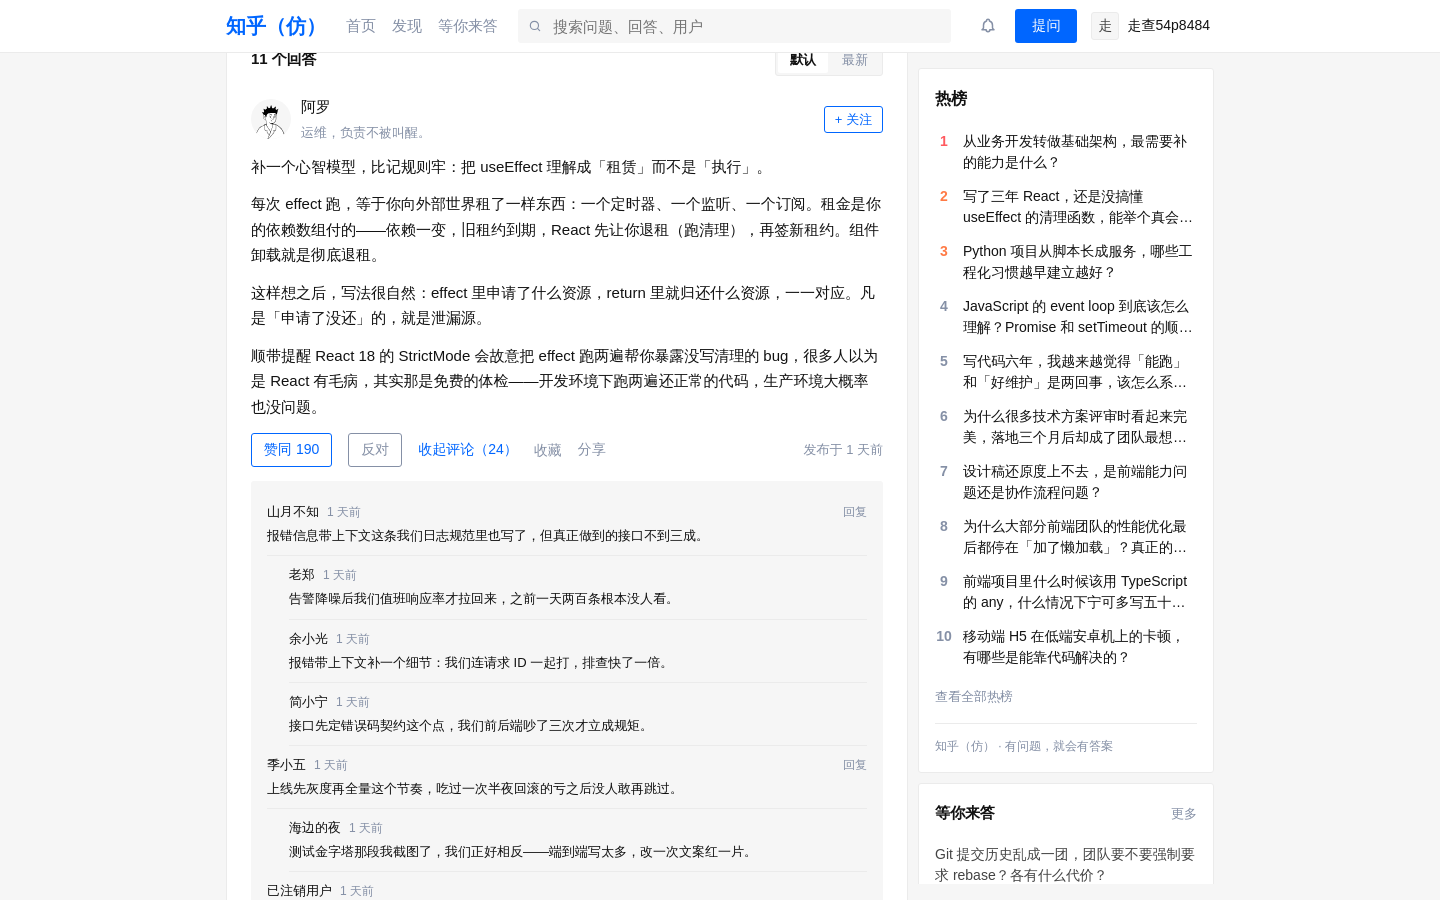 知乎（仿） 首页 发现 等你来答 搜索问题、回答、用户 提问 走 走查54p8484
11 个回答 默认 最新
阿罗
运维，负责不被叫醒。
+ 关注
补一个心智模型，比记规则牢：把 useEffect 理解成「租赁」而不是「执行」。
每次 effect 跑，等于你向外部世界租了一样东西：一个定时器、一个监听、一个订阅。租金是你
的依赖数组付的——依赖一变，旧租约到期，React 先让你退租（跑清理），再签新租约。组件
卸载就是彻底退租。
这样想之后，写法很自然：effect 里申请了什么资源，return 里就归还什么资源，一一对应。凡
是「申请了没还」的，就是泄漏源。
顺带提醒 React 18 的 StrictMode 会故意把 effect 跑两遍帮你暴露没写清理的 bug，很多人以为
是 React 有毛病，其实那是免费的体检——开发环境下跑两遍还正常的代码，生产环境大概率
也没问题。
赞同 190 反对 收起评论（24） 收藏 分享 发布于 1 天前
山月不知 1 天前 回复
报错信息带上下文这条我们日志规范里也写了，但真正做到的接口不到三成。
老郑 1 天前
告警降噪后我们值班响应率才拉回来，之前一天两百条根本没人看。
余小光 1 天前
报错带上下文补一个细节：我们连请求 ID 一起打，排查快了一倍。
简小宁 1 天前
接口先定错误码契约这个点，我们前后端吵了三次才立成规矩。
季小五 1 天前 回复
上线先灰度再全量这个节奏，吃过一次半夜回滚的亏之后没人敢再跳过。
海边的夜 1 天前
测试金字塔那段我截图了，我们正好相反——端到端写太多，改一次文案红一片。
已注销用户 1 天前
热榜
1 从业务开发转做基础架构，最需要补
的能力是什么？
2 写了三年 React，还是没搞懂
useEffect 的清理函数，能举个真会…
3 Python 项目从脚本长成服务，哪些工
程化习惯越早建立越好？
4 JavaScript 的 event loop 到底该怎么
理解？Promise 和 setTimeout 的顺…
5 写代码六年，我越来越觉得「能跑」
和「好维护」是两回事，该怎么系…
6 为什么很多技术方案评审时看起来完
美，落地三个月后却成了团队最想…
7 设计稿还原度上不去，是前端能力问
题还是协作流程问题？
8 为什么大部分前端团队的性能优化最
后都停在「加了懒加载」？真正的…
9 前端项目里什么时候该用 TypeScript
的 any，什么情况下宁可多写五十…
10 移动端 H5 在低端安卓机上的卡顿，
有哪些是能靠代码解决的？
查看全部热榜
知乎（仿） · 有问题，就会有答案
等你来答 更多
Git 提交历史乱成一团，团队要不要强制要
求 rebase？各有什么代价？